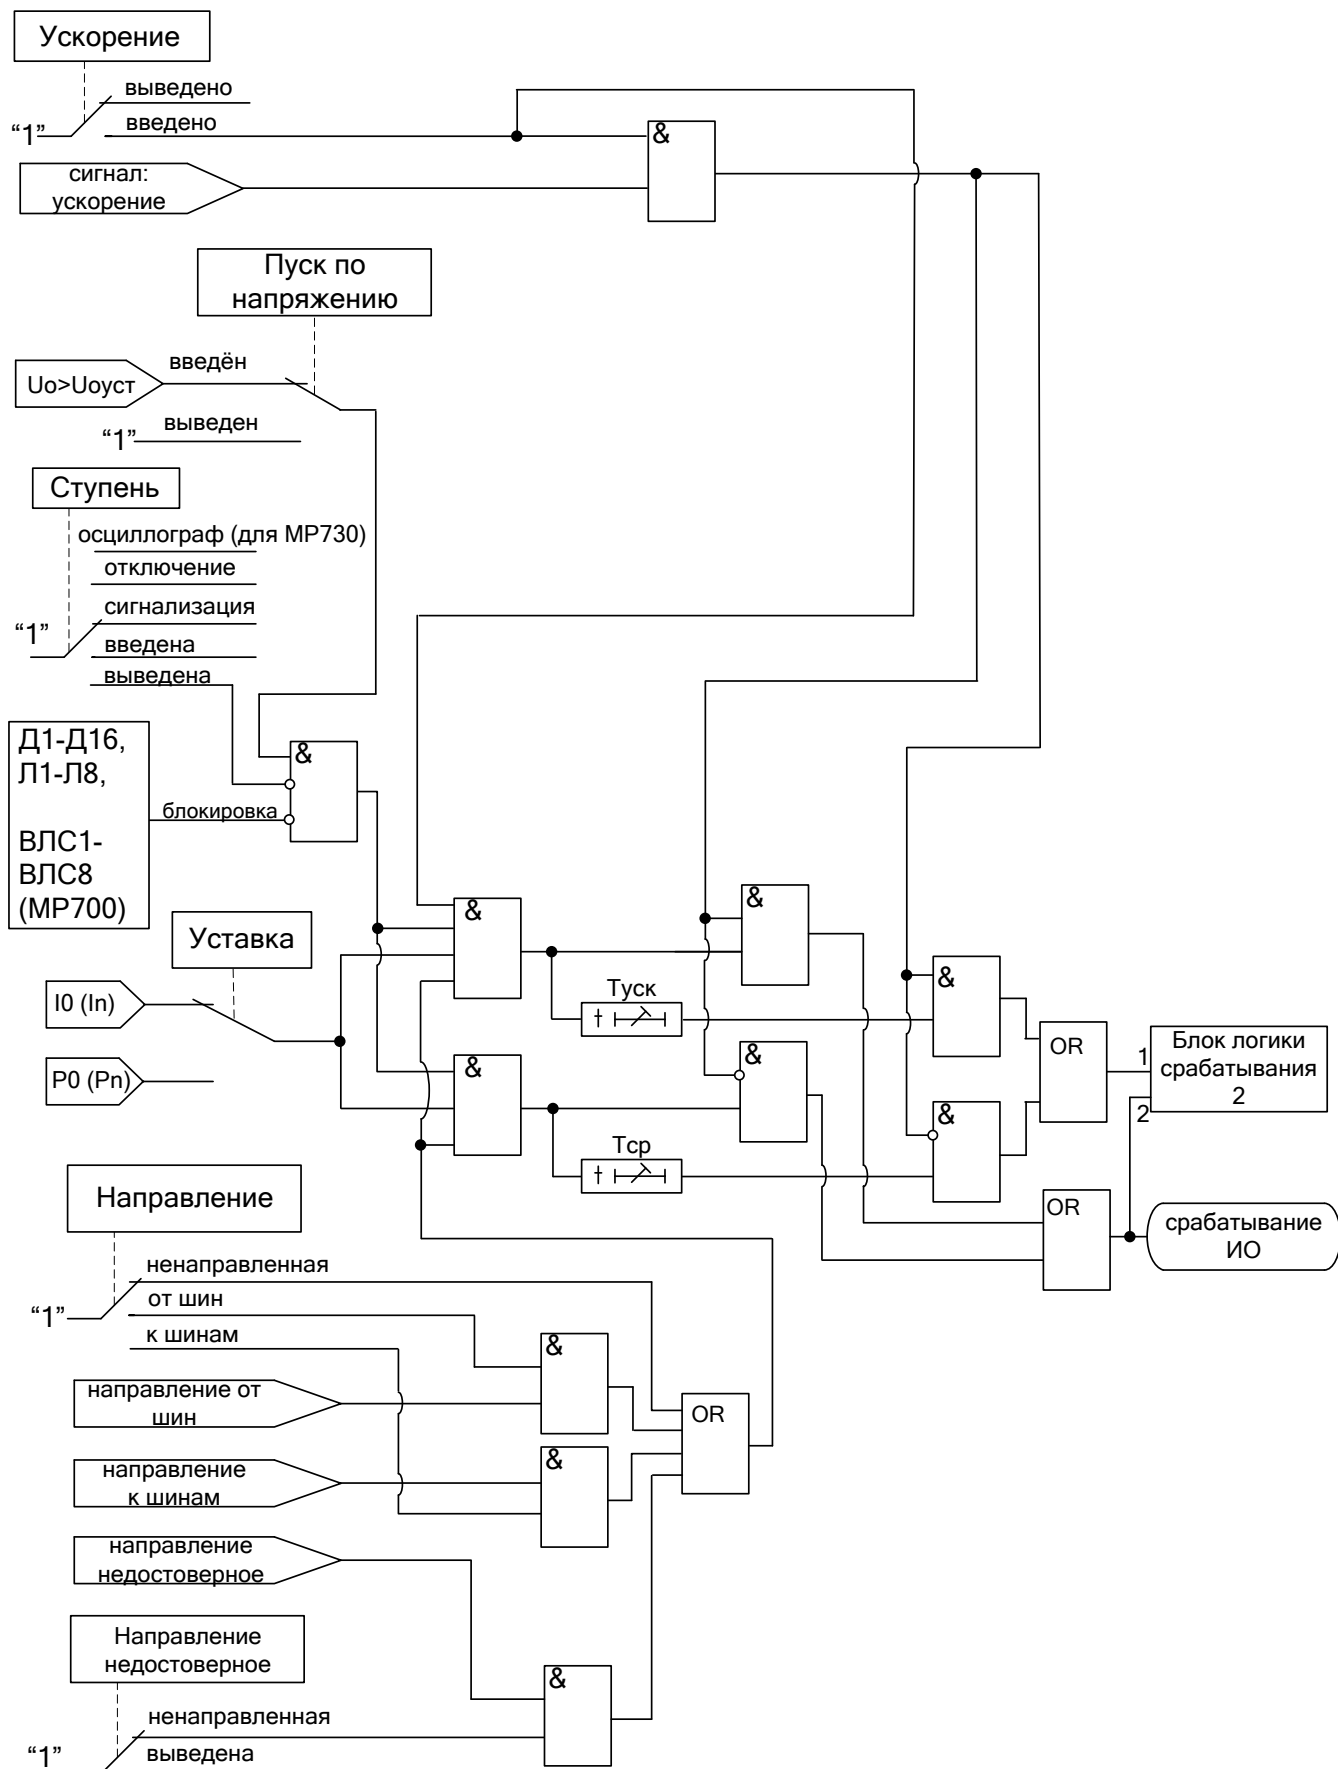 Ускорение
выведено
“1”
введено
&
сигнал:
ускорение
Пуск по
напряжению
введён
Uo>Uoуст
выведен
“1”
Ступень
осциллограф (для МР730)
отключение
сигнализация
“1”
введена
выведена
Д1-Д16,
Л1-Л8,
ВЛС1-
ВЛС8
(МР700)
&
блокировка
Уставка
I0 (In)
P0 (Pn)
&
&
&
Туск
&
&
Тср
&
OR
1
2
Блок логики
срабатывания
2
OR
срабатывание
ИО
Направление
ненаправленная
“1”
от шин
к шинам
&
направление от
шин
OR
&
направление
к шинам
направление
недостоверное
Направление
недостоверное
&
ненаправленная
“1”
выведена